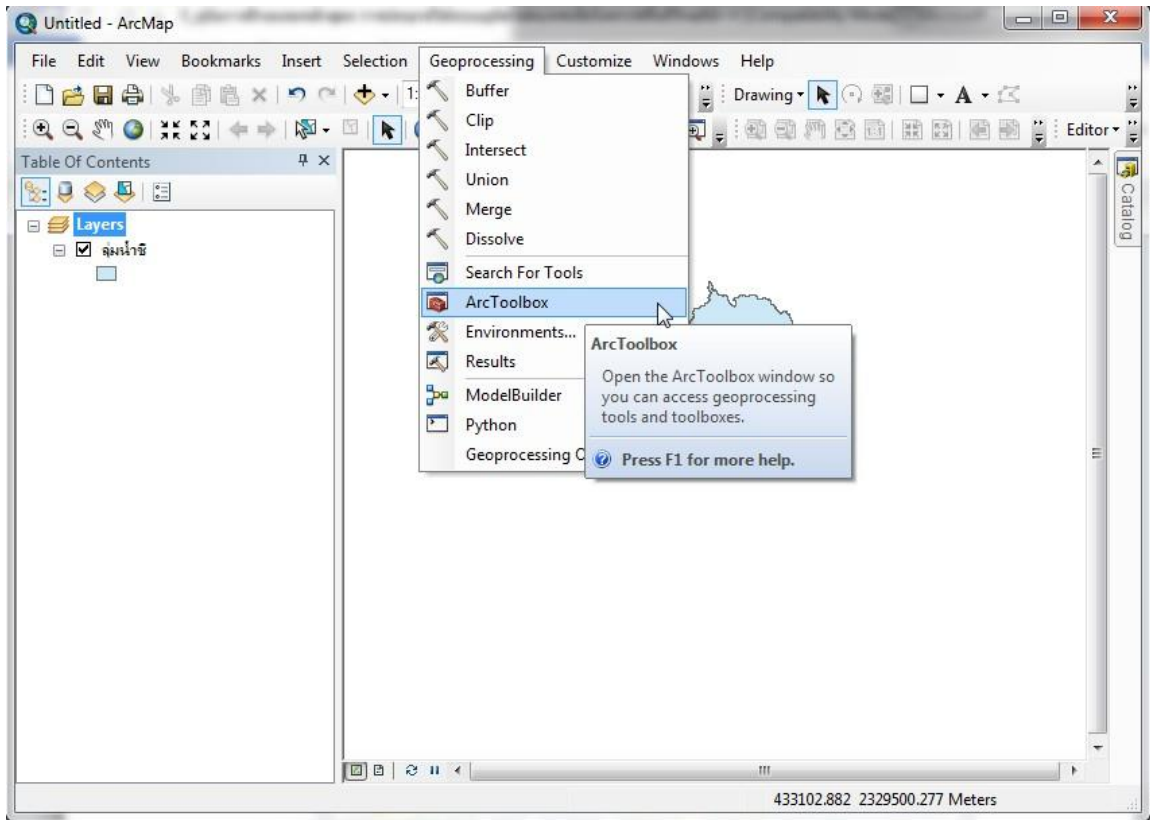 Untitled - ArcMap
File Edit View Bookmarks Insert Selection Geoprocessing Customize Windows Help
1:
Drawing
A
Editor
Table Of Contents
Layers
ลุ่มน้ำชี
Buffer
Clip
Intersect
Union
Merge
Dissolve
Search For Tools
ArcToolbox
Environments...
Results
ModelBuilder
Python
Geoprocessing O
ArcToolbox
Open the ArcToolbox window so
you can access geoprocessing
tools and toolboxes.
Press F1 for more help.
Catalog
433102.882 2329500.277 Meters